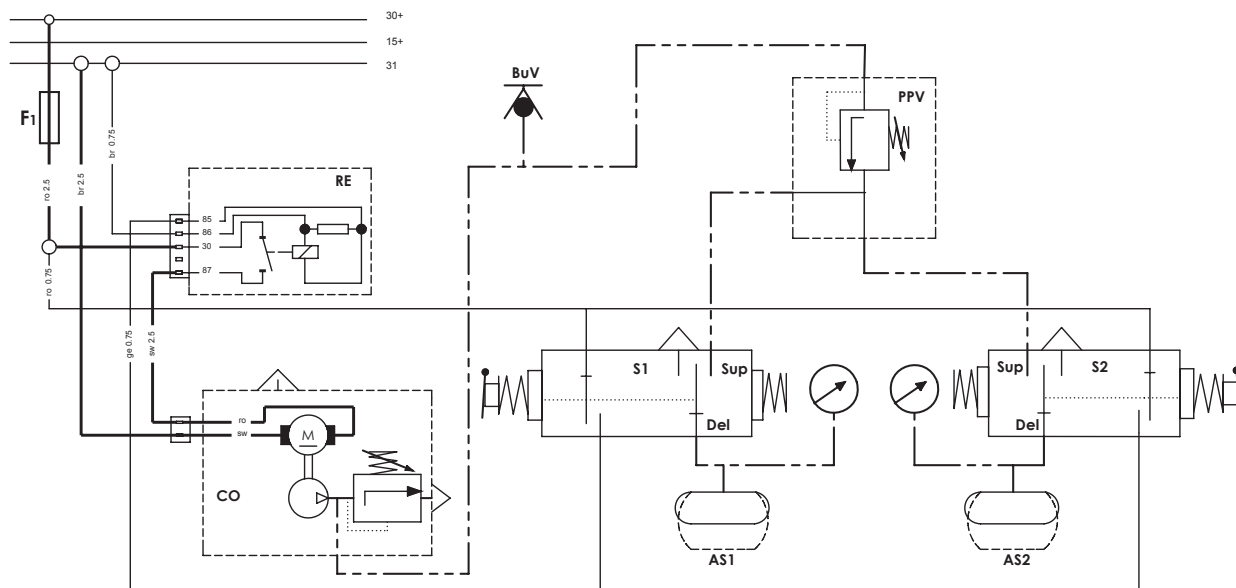 30+
15+
31
BuV
PPV
F1
br 0.75
ro 2.5
br 2.5
RE
85
86
30
87
ro 0.75
ge 0.75
sw 2.5
S1
Sup
Del
Sup
S2
Del
ro
sw
M
CO
AS1
AS2